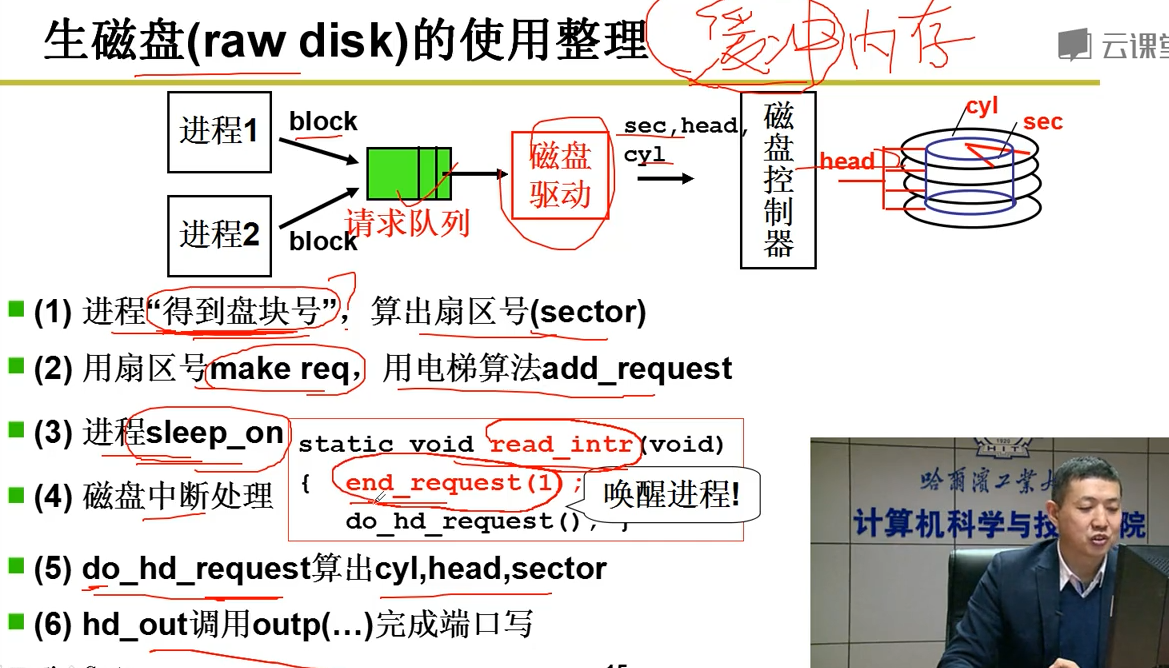 生磁盘(raw disk)的使用整理
缓冲内存
云课堂
进程1
block
进程2
block
请求队列
磁盘驱动
sec,head,
cyl
磁盘控制器
head
cyl
sec
(1) 进程“得到盘块号”，算出扇区号(sector)
(2) 用扇区号make req，用电梯算法add_request
(3) 进程sleep_on
static void read_intr(void)
{ end_request(1);
do_hd_request(); }
唤醒进程!
(4) 磁盘中断处理
(5) do_hd_request算出cyl,head,sector
(6) hd_out调用outp(…)完成端口写
HIT
哈尔滨工业大
计算机科学与技 院